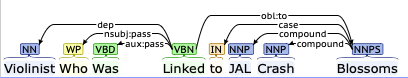 obl:to
dep
case
nsubj:pass
compound
aux:pass
compound
NN WP VBD VBN IN NNP NNP NNPS
Violinist Who Was Linked to JAL Crash Blossoms